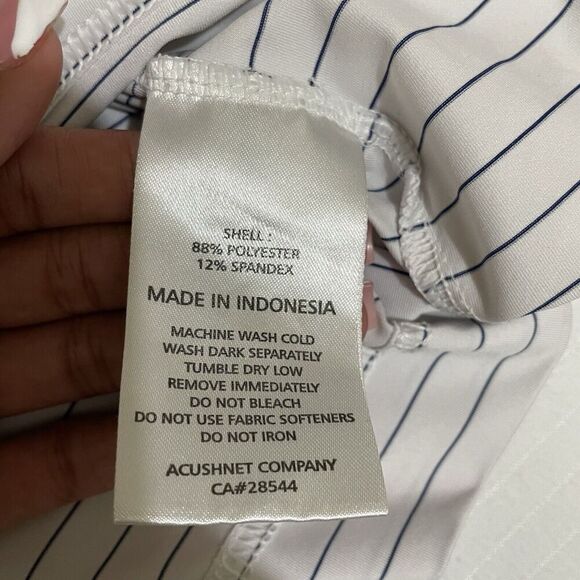 SHELL :
88% POLYESTER
12% SPANDEX
MADE IN INDONESIA
MACHINE WASH COLD
WASH DARK SEPARATELY
TUMBLE DRY LOW
REMOVE IMMEDIATELY
DO NOT BLEACH
DO NOT USE FABRIC SOFTENERS
DO NOT IRON
ACUSHNET COMPANY
CA#28544